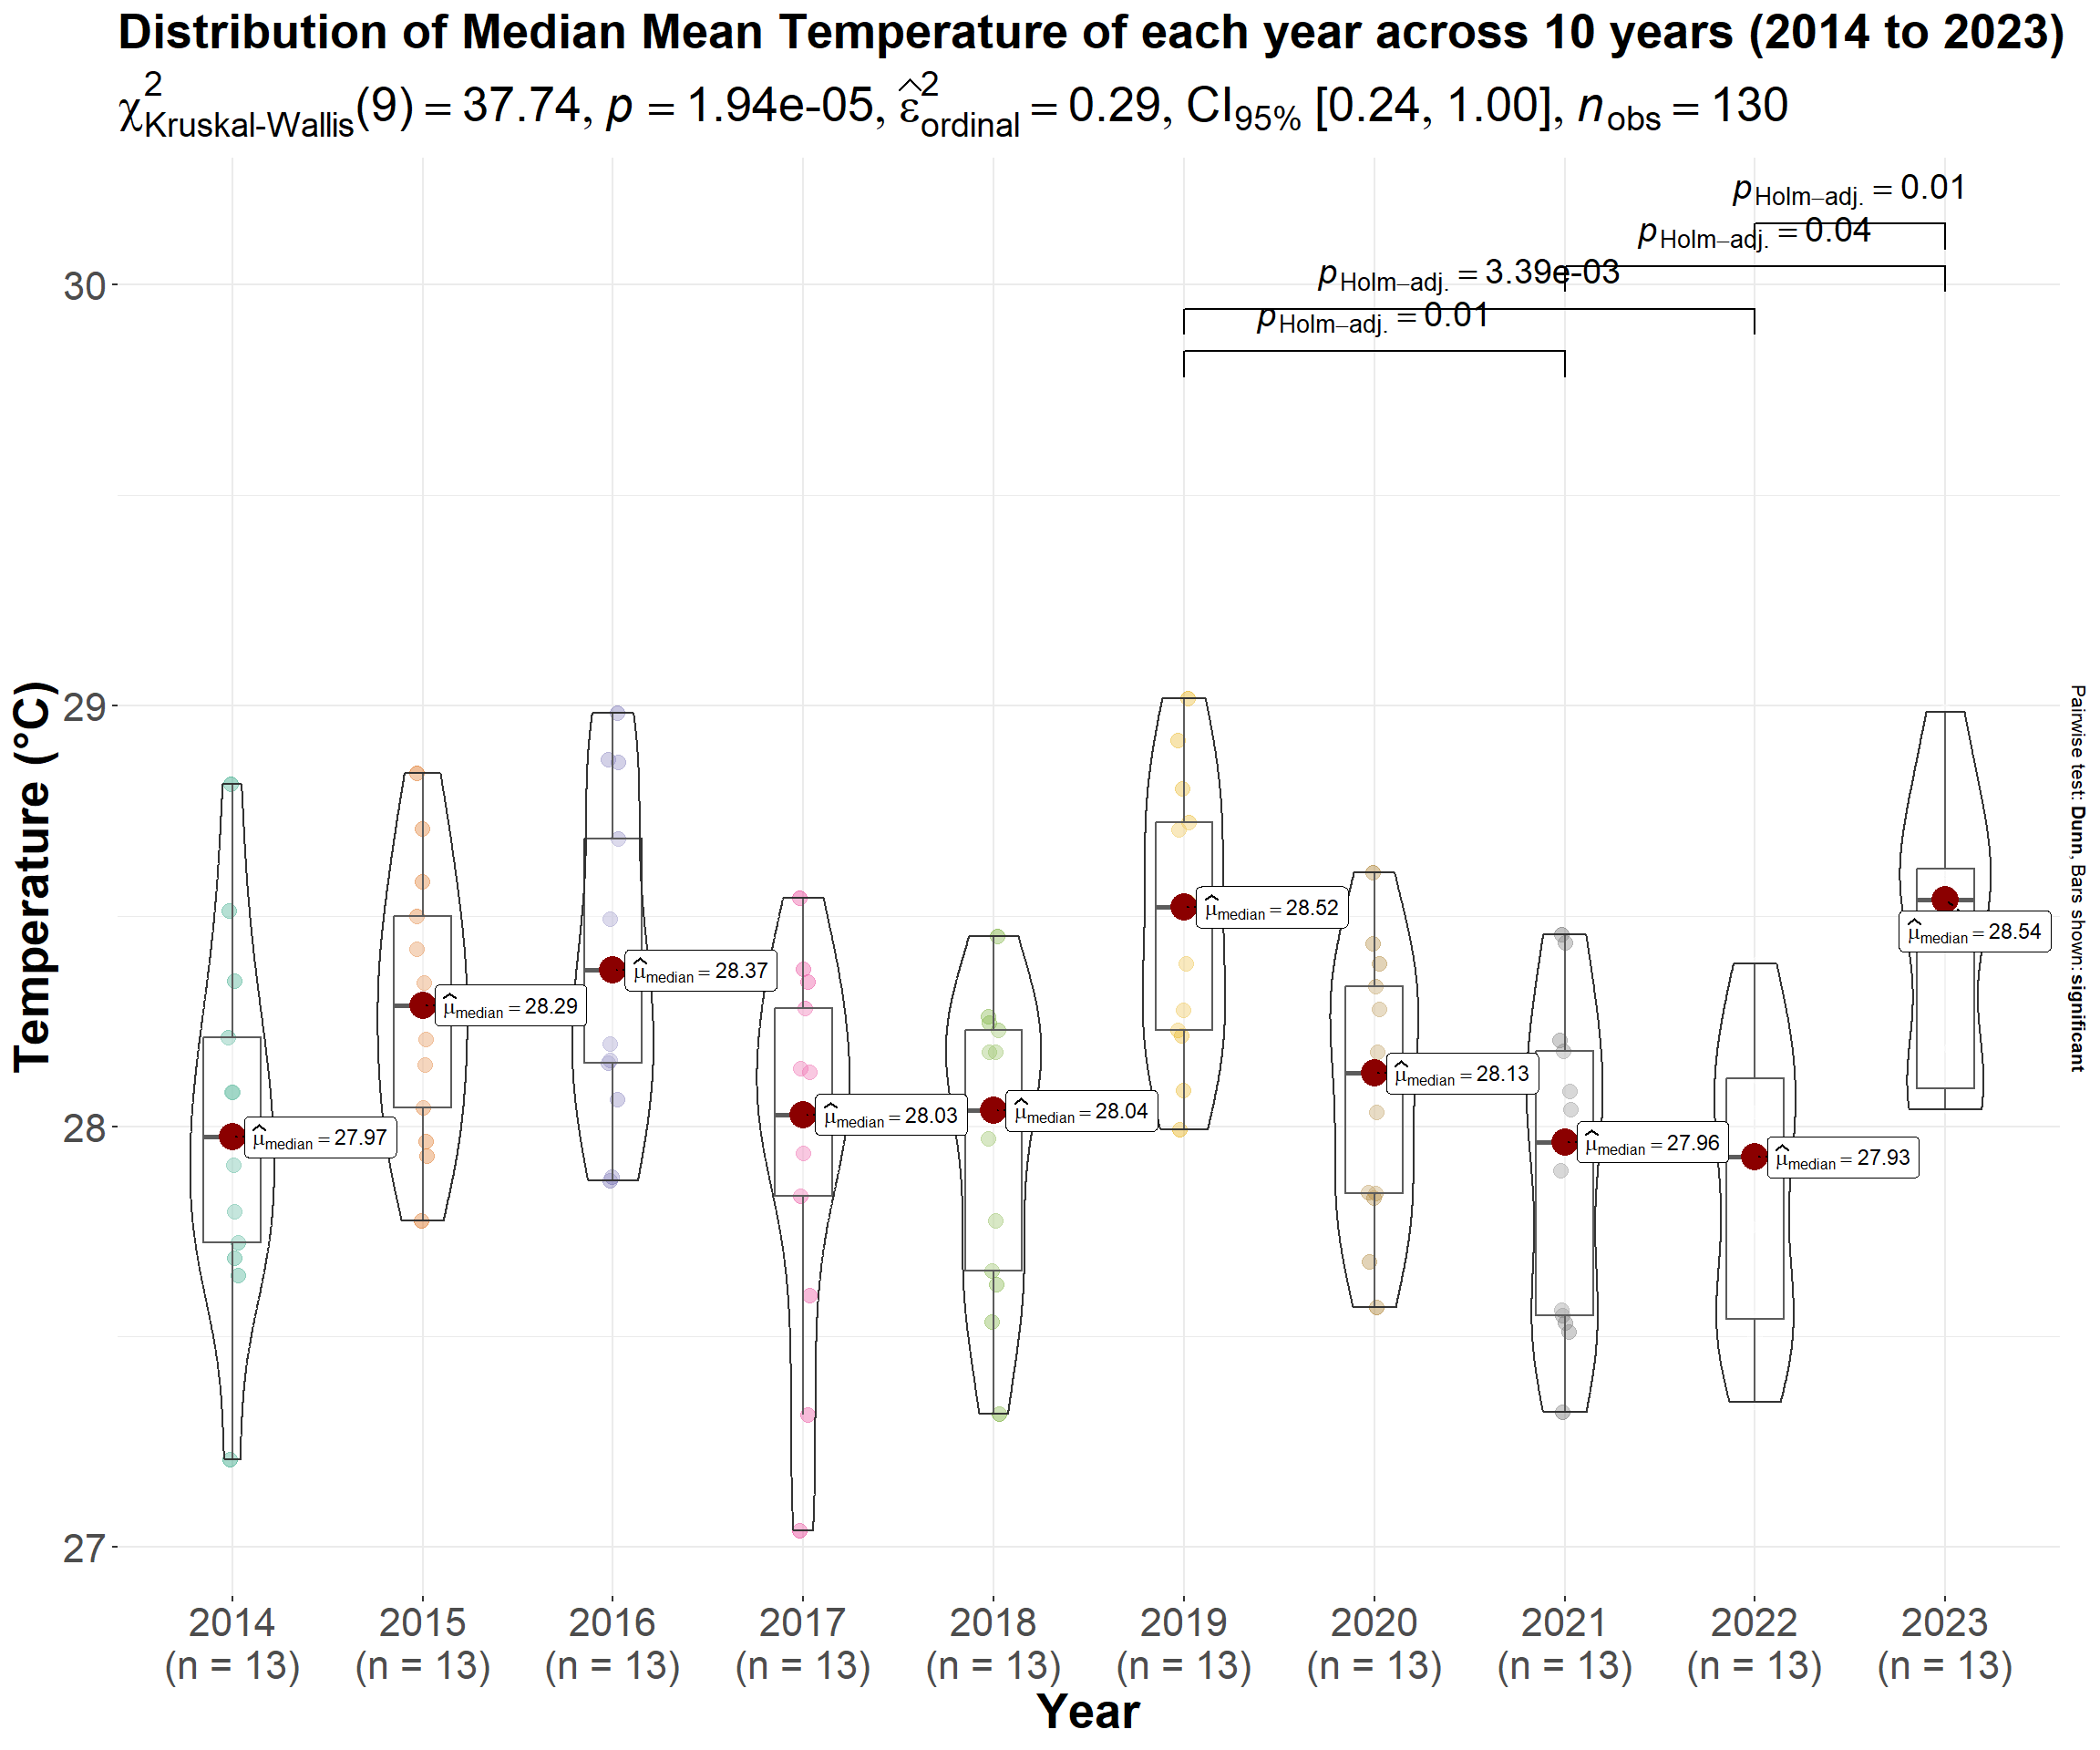 Distribution of Median Mean Temperature of each year across 10 years (2014 to 2023)
χ²Kruskal-Wallis(9) = 37.74, p = 1.94e-05, ε̂²ordinal = 0.29, CI95% [0.24, 1.00], nobs = 130
pHolm–adj. = 0.01
pHolm–adj. = 0.04
pHolm–adj. = 3.39e-03
pHolm–adj. = 0.01
30
29
28
27
Temperature (°C)
μ̂median = 27.97
μ̂median = 28.29
μ̂median = 28.37
μ̂median = 28.03
μ̂median = 28.04
μ̂median = 28.52
μ̂median = 28.13
μ̂median = 27.96
μ̂median = 27.93
μ̂median = 28.54
Pairwise test: Dunn, Bars shown: significant
2014 2015 2016 2017 2018 2019 2020 2021 2022 2023
(n = 13) (n = 13) (n = 13) (n = 13) (n = 13) (n = 13) (n = 13) (n = 13) (n = 13) (n = 13)
Year